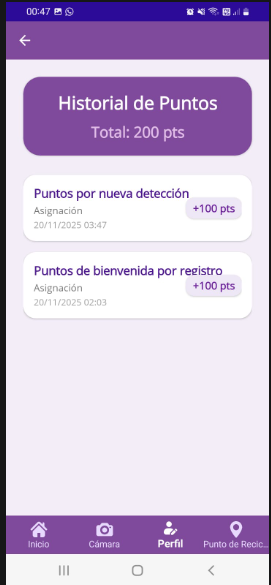 00:47
Historial de Puntos
Total: 200 pts
Puntos por nueva detección
Asignación
+100 pts
20/11/2025 03:47
Puntos de bienvenida por registro
Asignación
+100 pts
20/11/2025 02:03
Inicio
Cámara
Perfil
Punto de Recic...